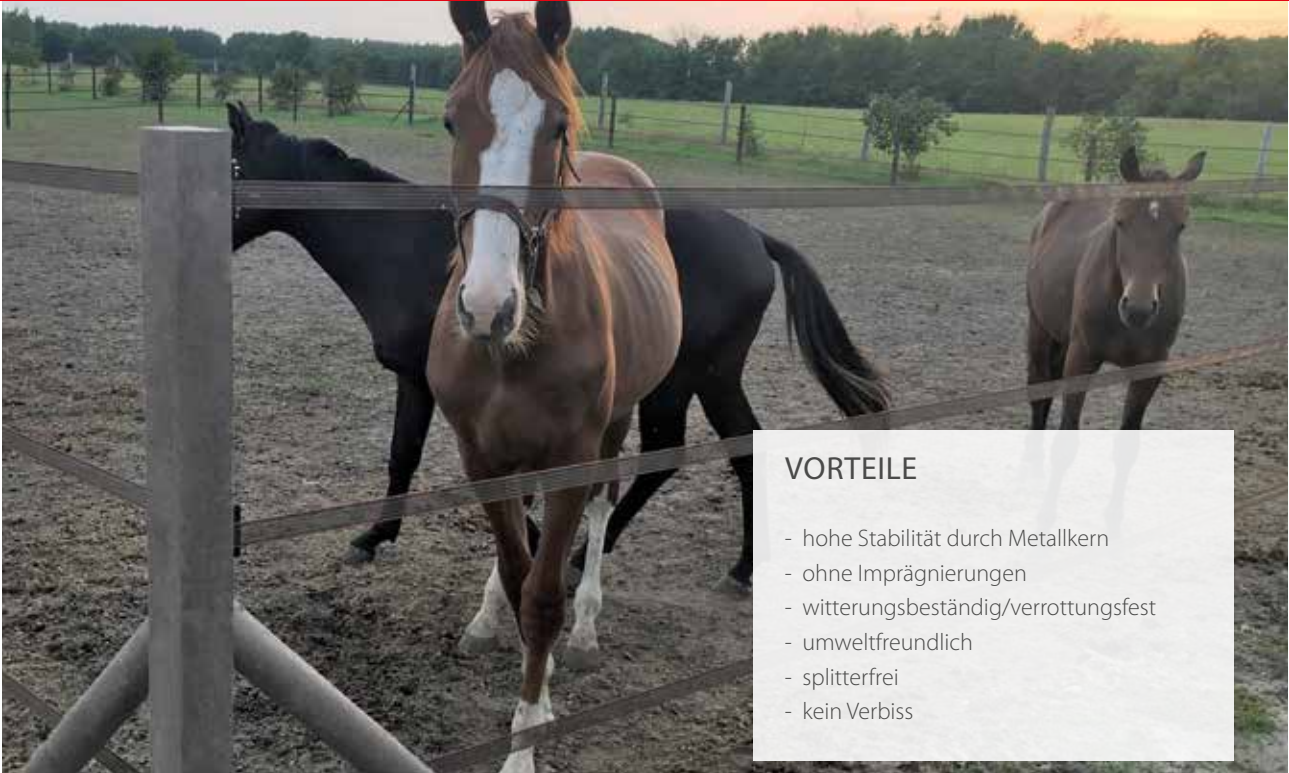 VORTEILE
- hohe Stabilität durch Metallkern
- ohne Imprägnierungen
- witterungsbeständig/verrottungsfest
- umweltfreundlich
- splitterfrei
- kein Verbiss